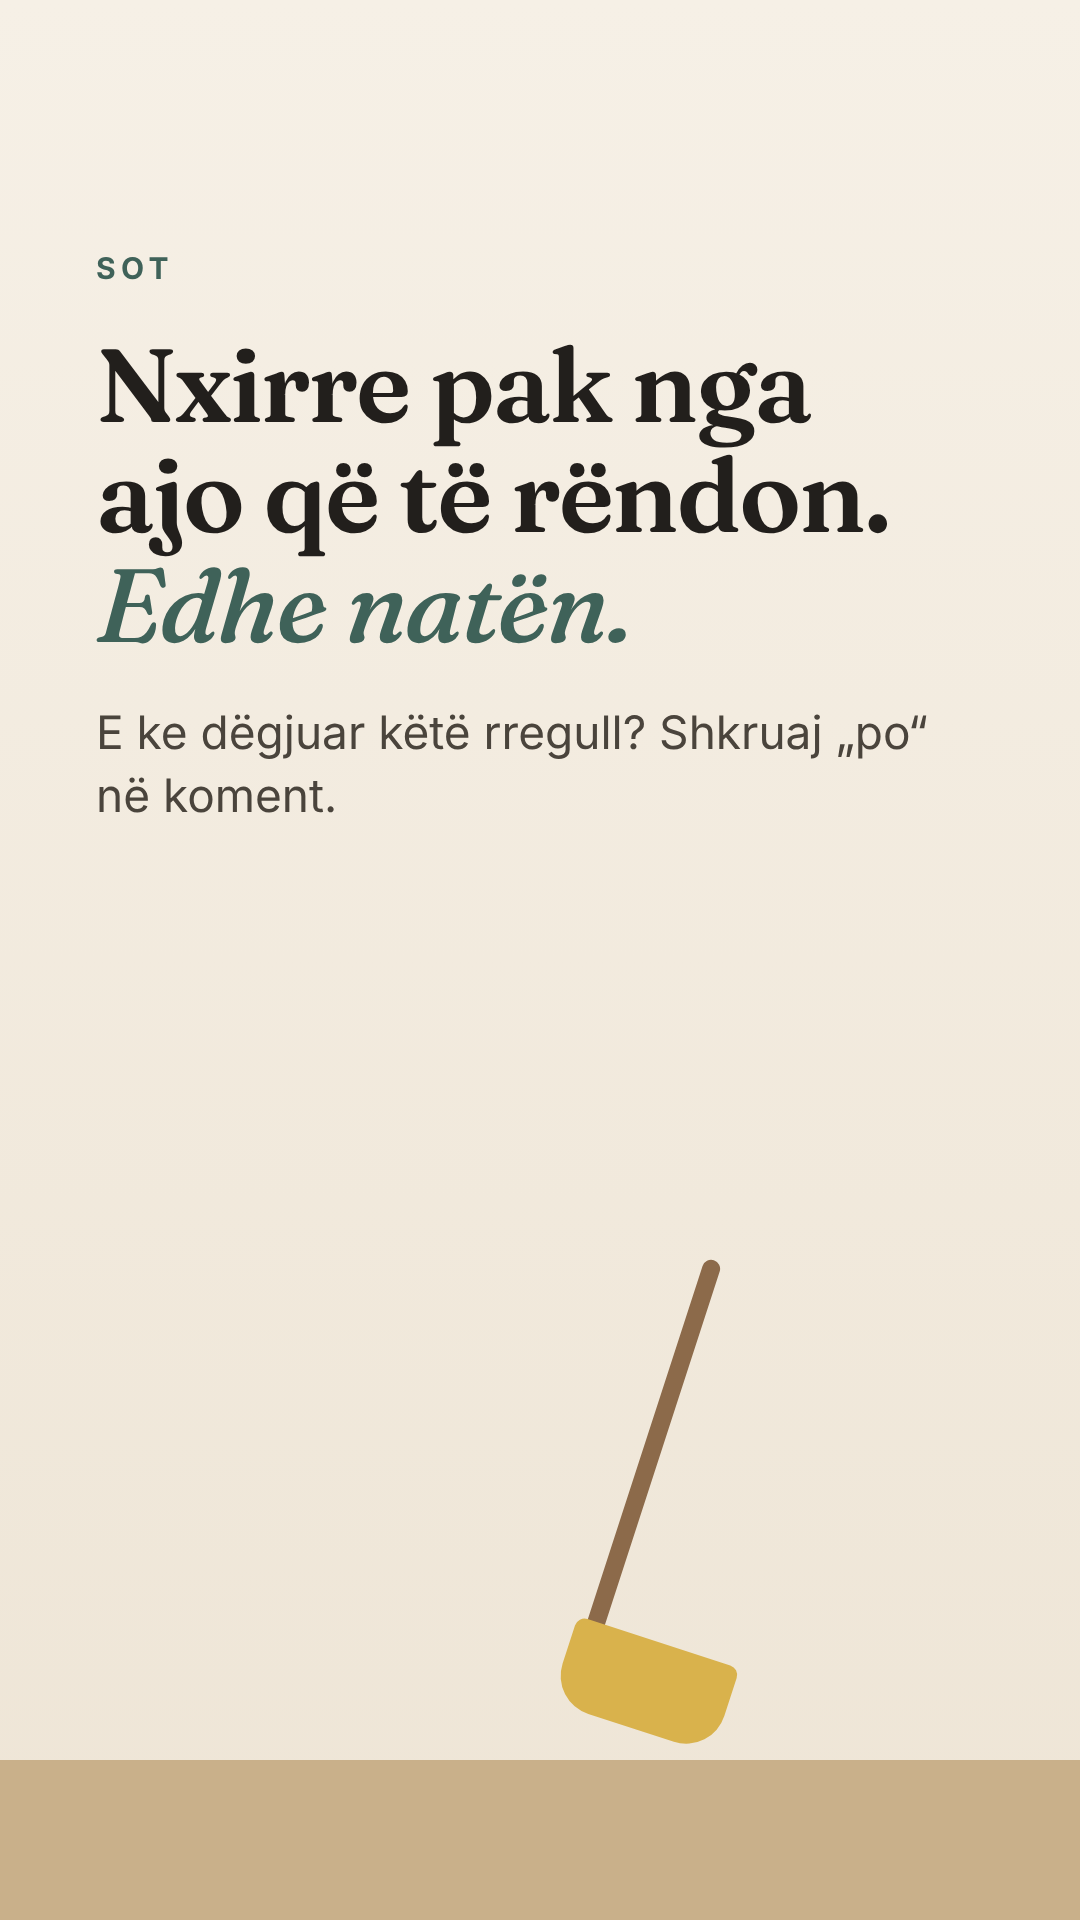 SOT
Nxirre pak nga
ajo që të rëndon.
Edhe natën.
E ke dëgjuar këtë rregull? Shkruaj „po“
në koment.